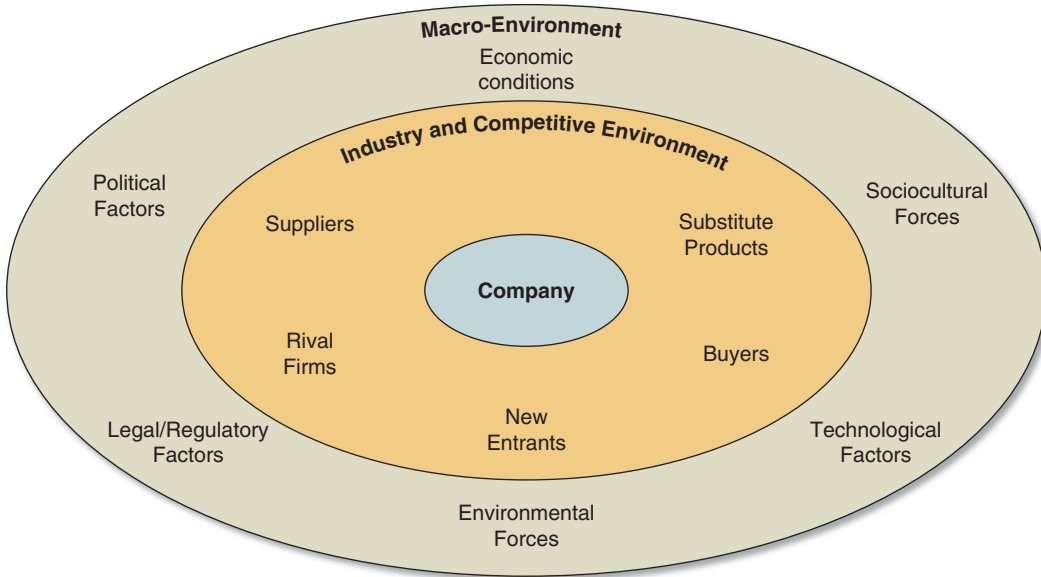 Macro-Environment
Economic
conditions
Industry and Competitive Environment
Political
Factors
Sociocultural
Forces
Suppliers
Substitute
Products
Company
Rival
Firms
Buyers
New
Entrants
Legal/Regulatory
Factors
Technological
Factors
Environmental
Forces